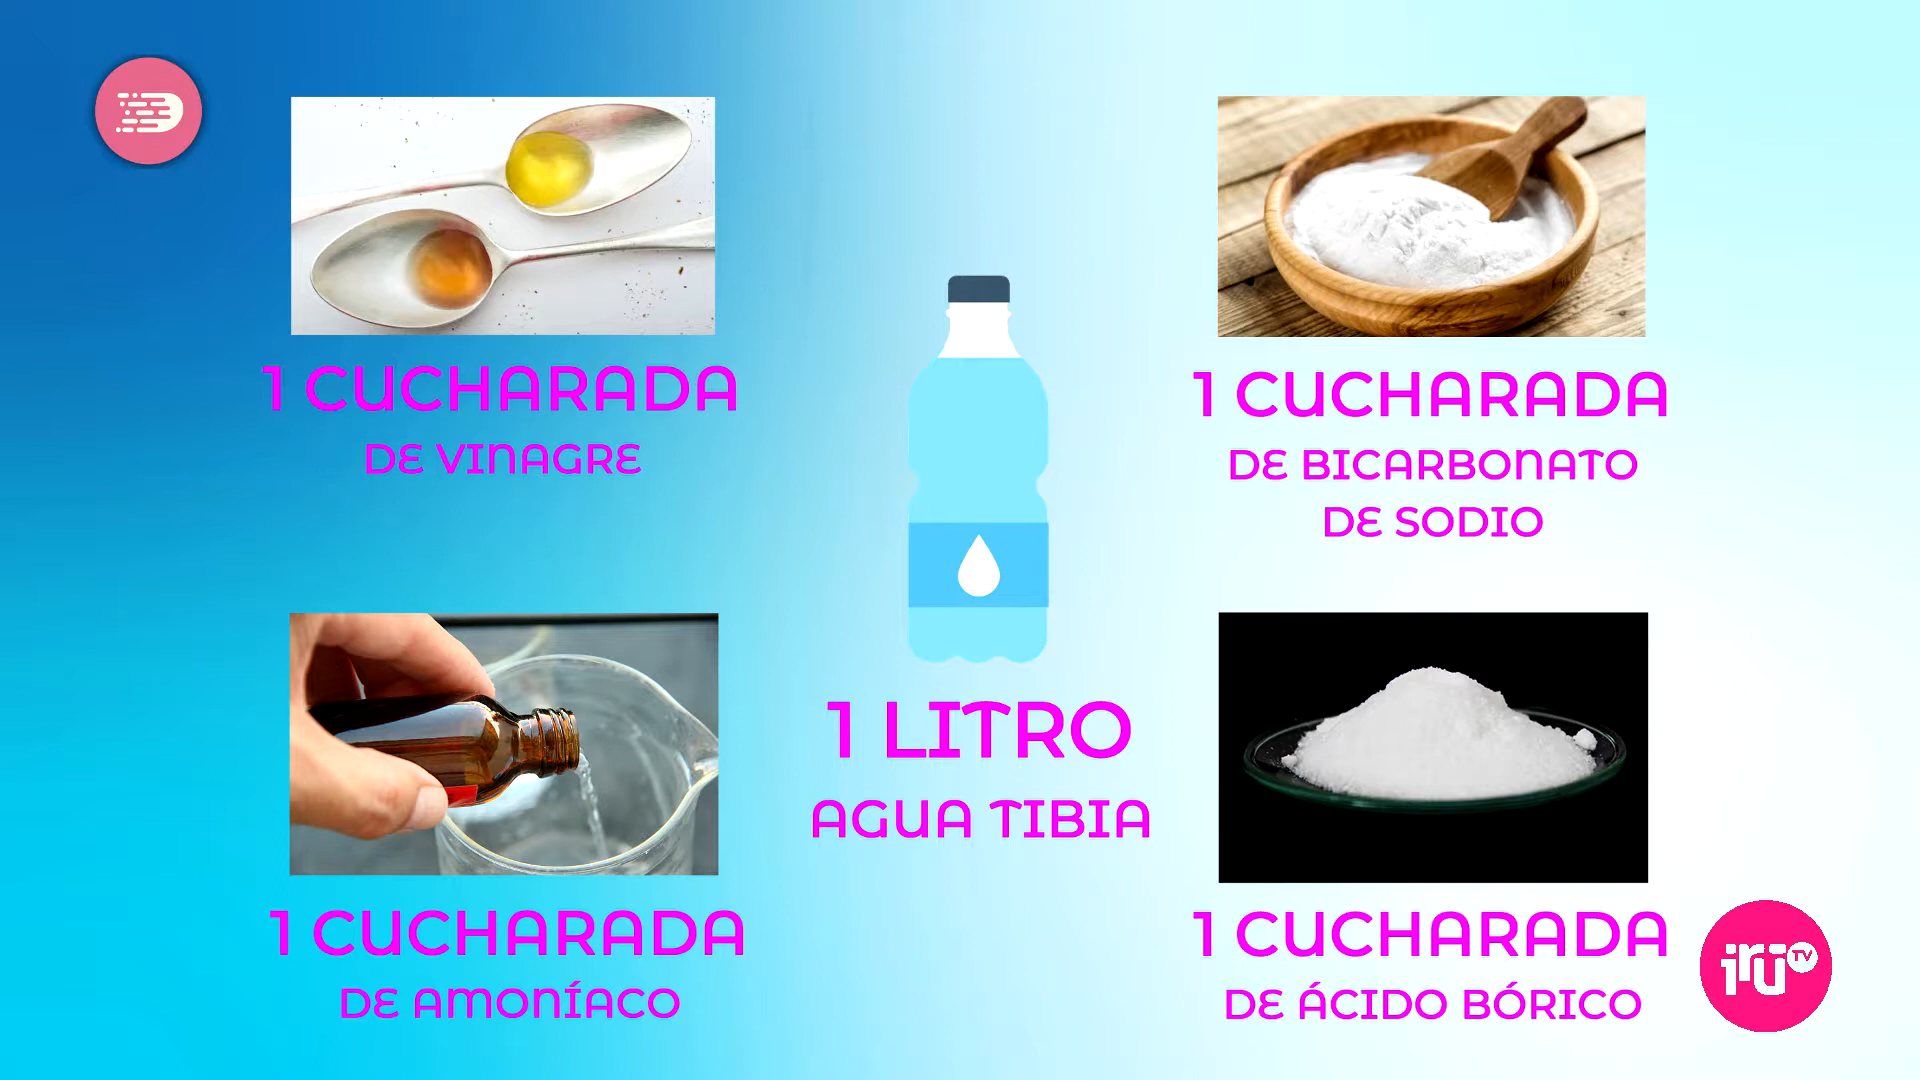 1 CUCHARADA
DE VINAGRE
1 CUCHARADA
DE BICARBONATO
DE SODIO
1 LITRO
AGUA TIBIA
1 CUCHARADA
DE AMONÍACO
1 CUCHARADA
DE ÁCIDO BÓRICO
irü TV